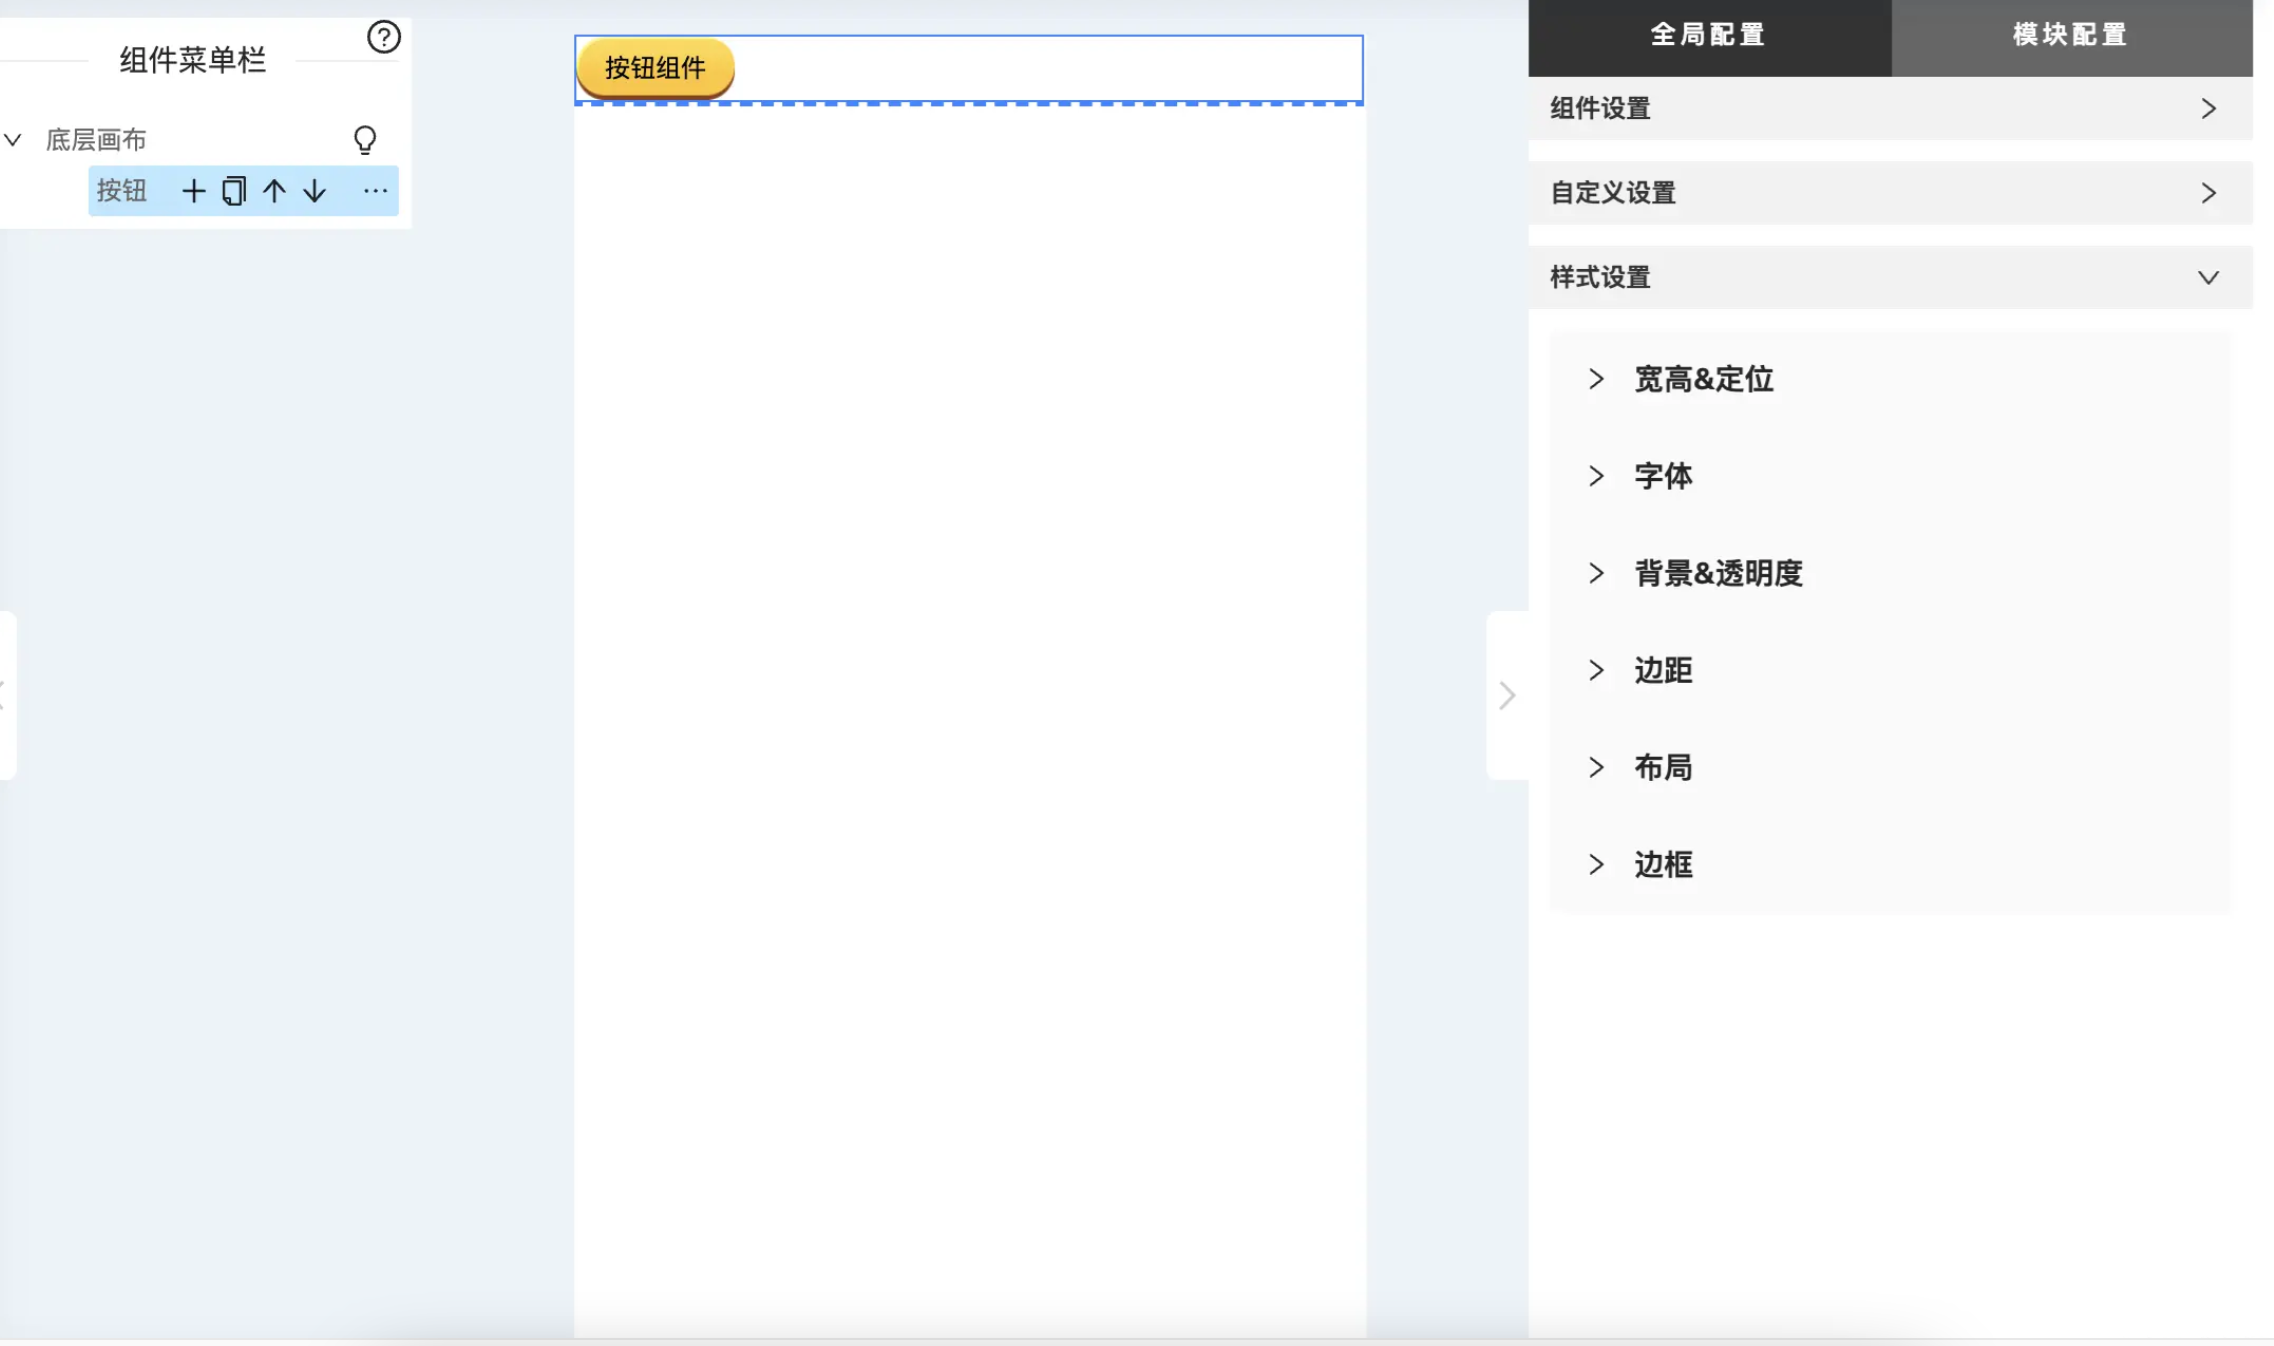 组件菜单栏
底层画布
按钮
按钮组件
全局配置
模块配置
组件设置
自定义设置
样式设置
宽高&定位
字体
背景&透明度
边距
布局
边框